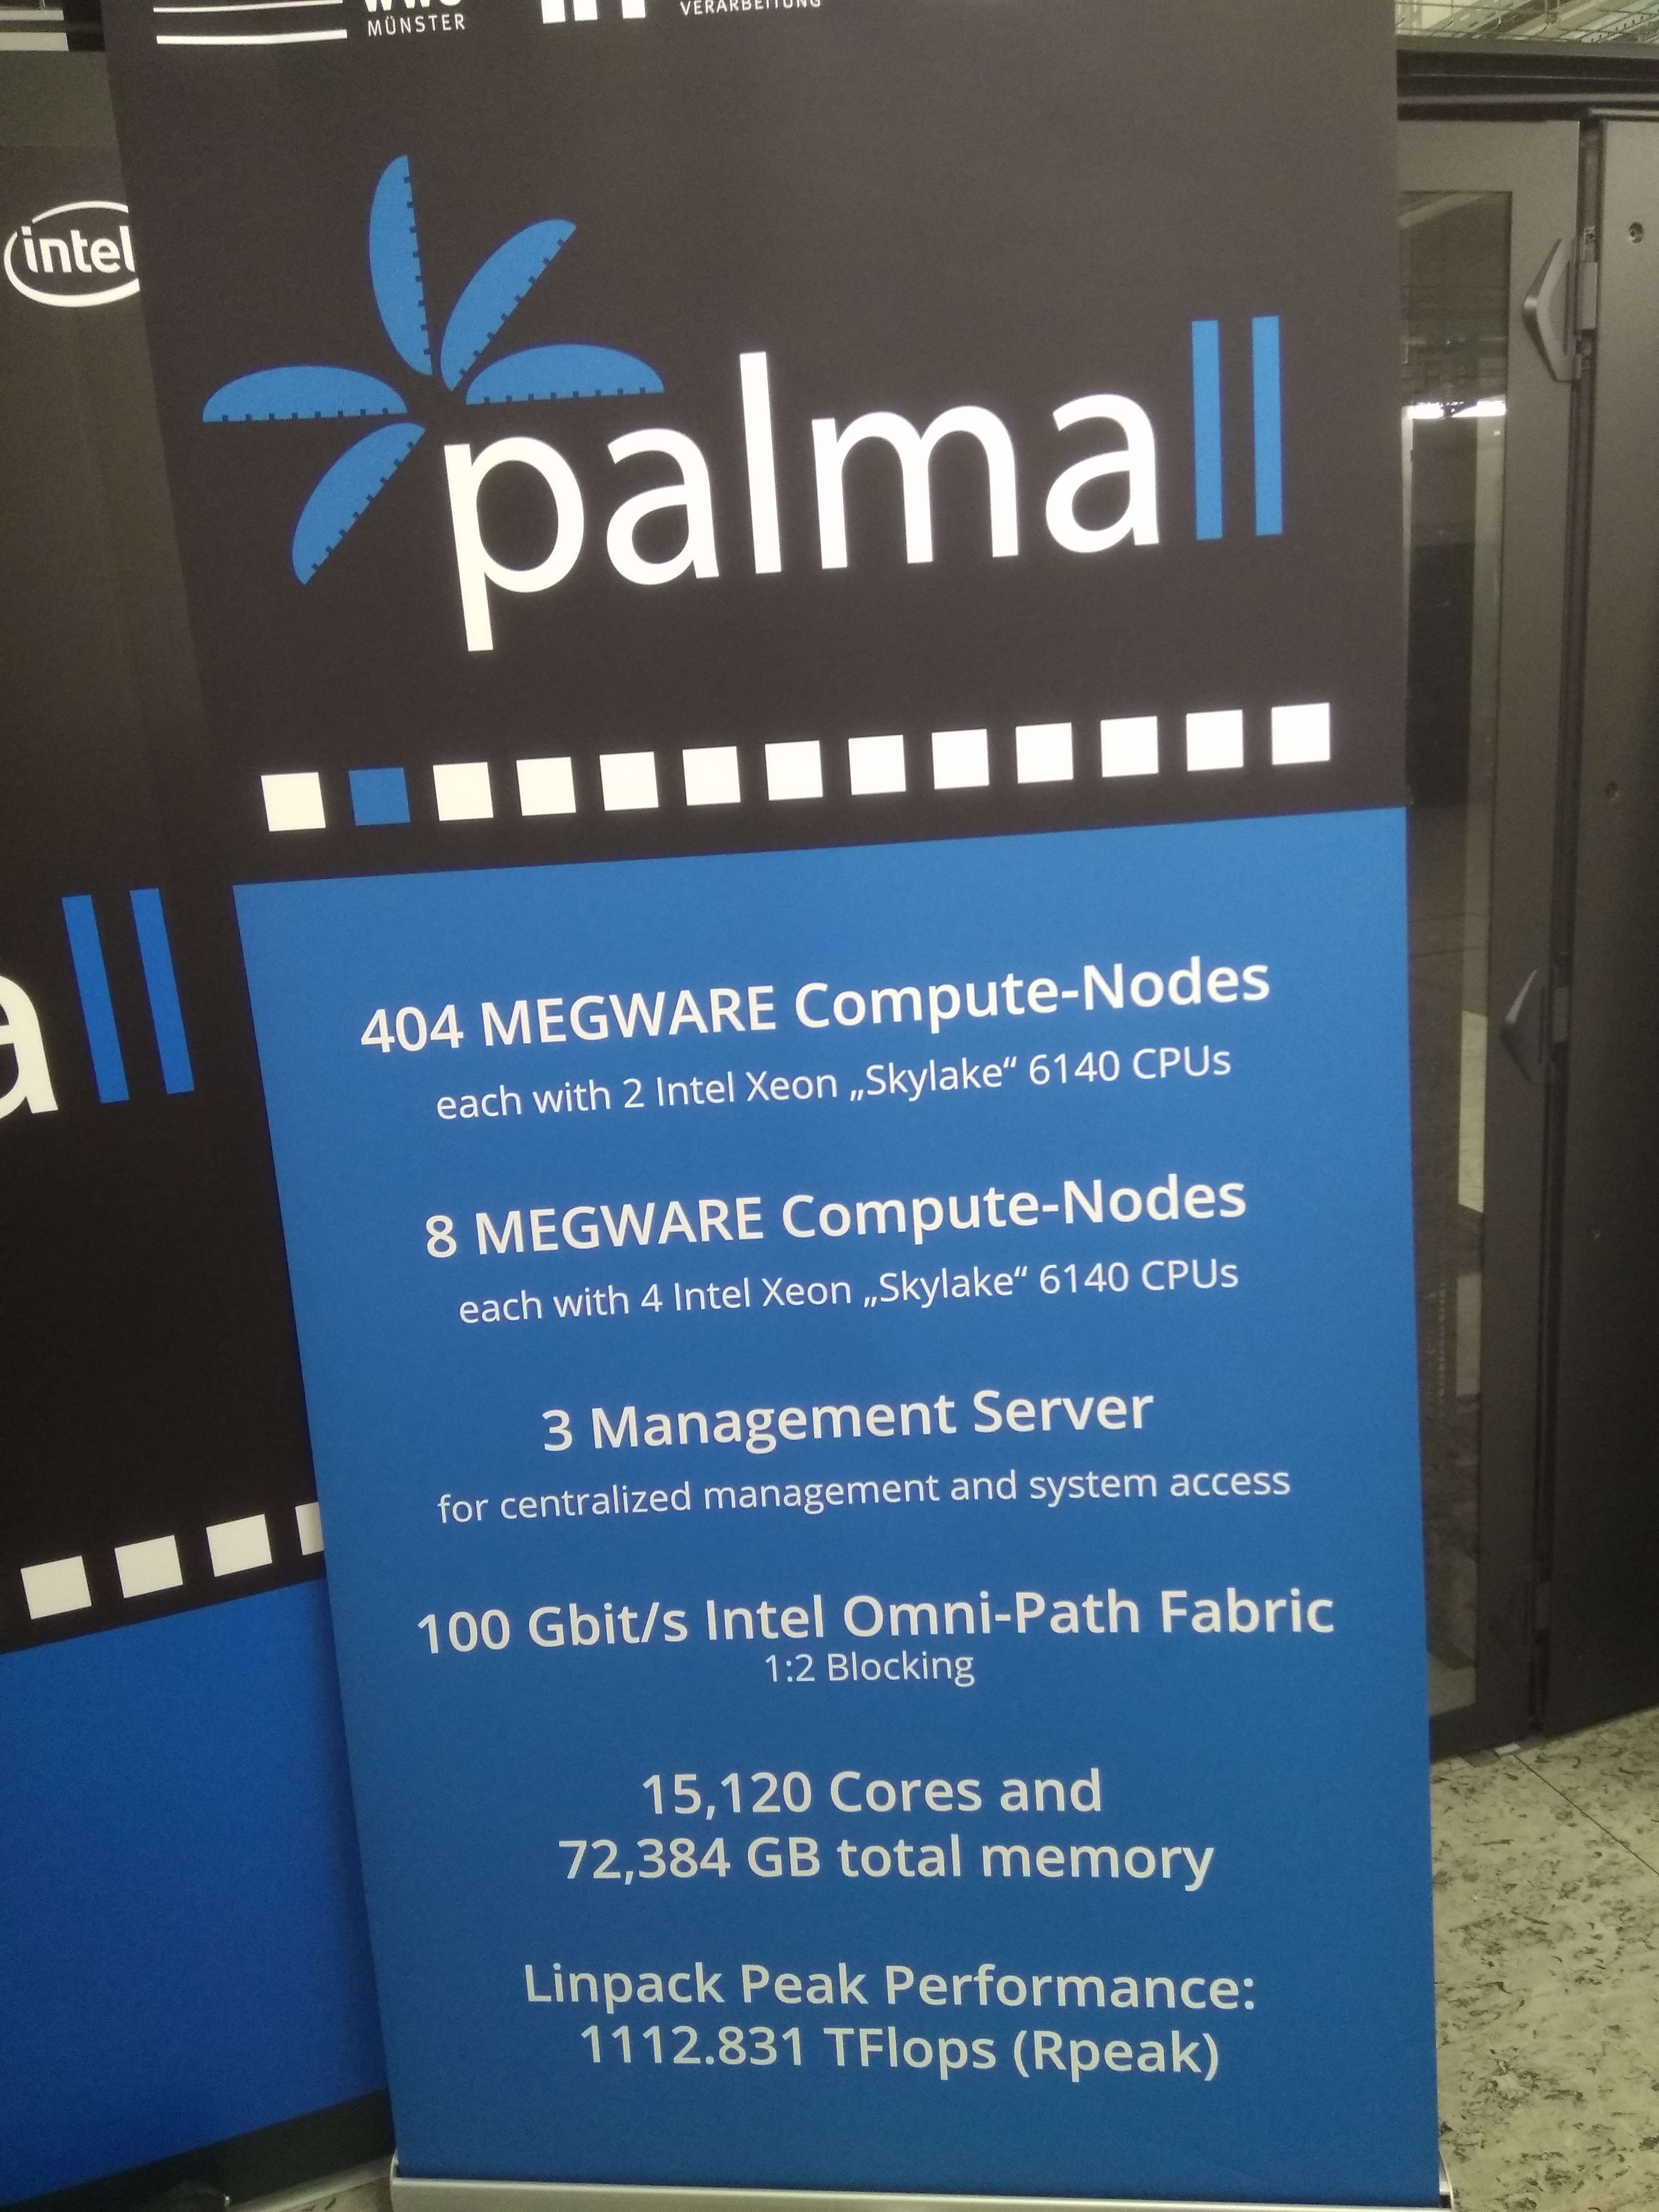 MÜNSTER
VERARBEITUNG
intel
palmaII
aII
404 MEGWARE Compute-Nodes
each with 2 Intel Xeon „Skylake“ 6140 CPUs
8 MEGWARE Compute-Nodes
each with 4 Intel Xeon „Skylake“ 6140 CPUs
3 Management Server
for centralized management and system access
100 Gbit/s Intel Omni-Path Fabric
1:2 Blocking
15,120 Cores and
72,384 GB total memory
Linpack Peak Performance:
1112.831 TFlops (Rpeak)